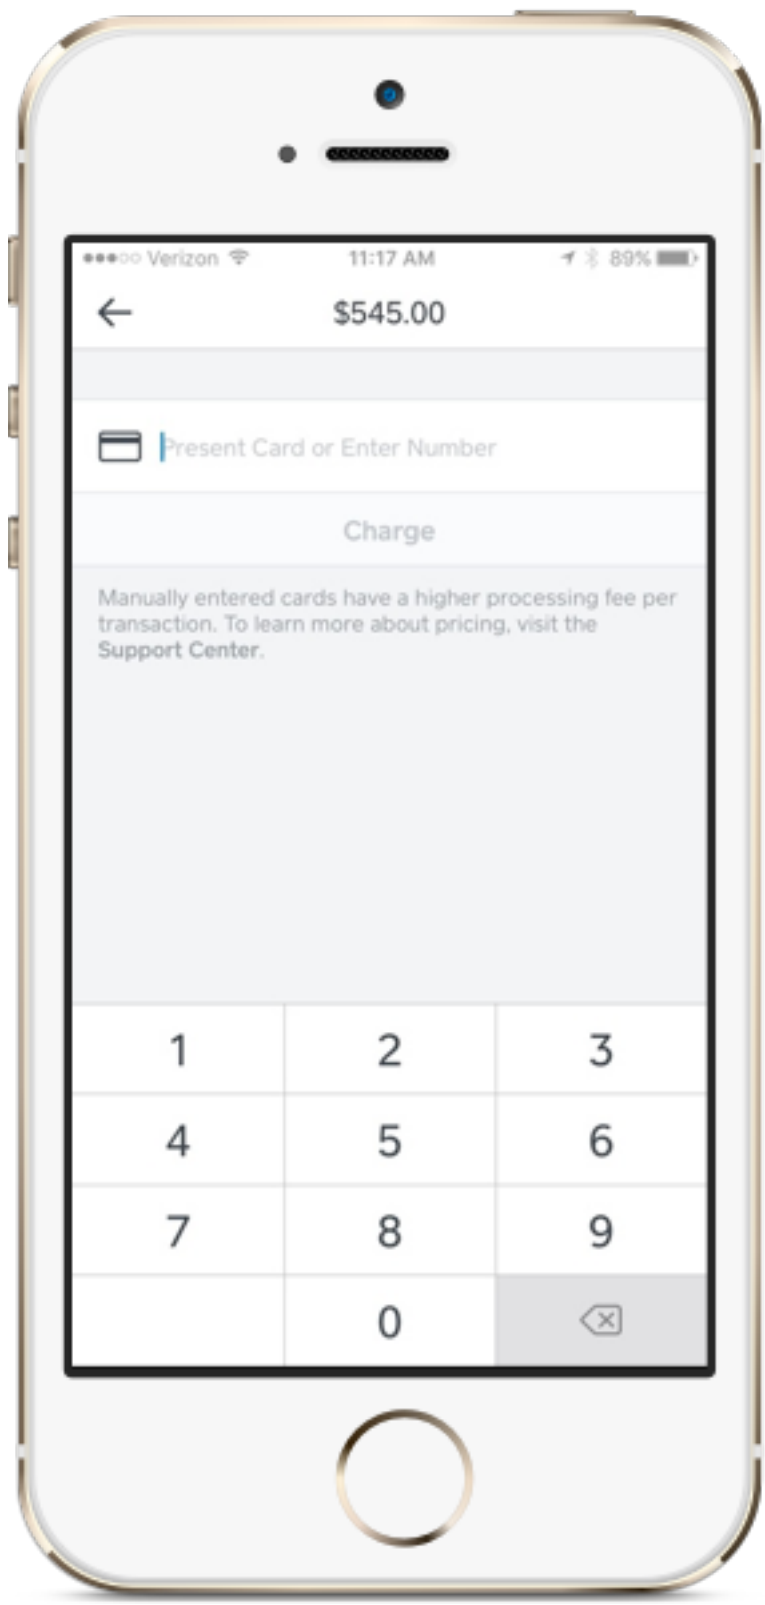 Verizon 11:17 AM 89%
$545.00
Present Card or Enter Number
Charge
Manually entered cards have a higher processing fee per
transaction. To learn more about pricing, visit the
Support Center.
1 2 3
4 5 6
7 8 9
0